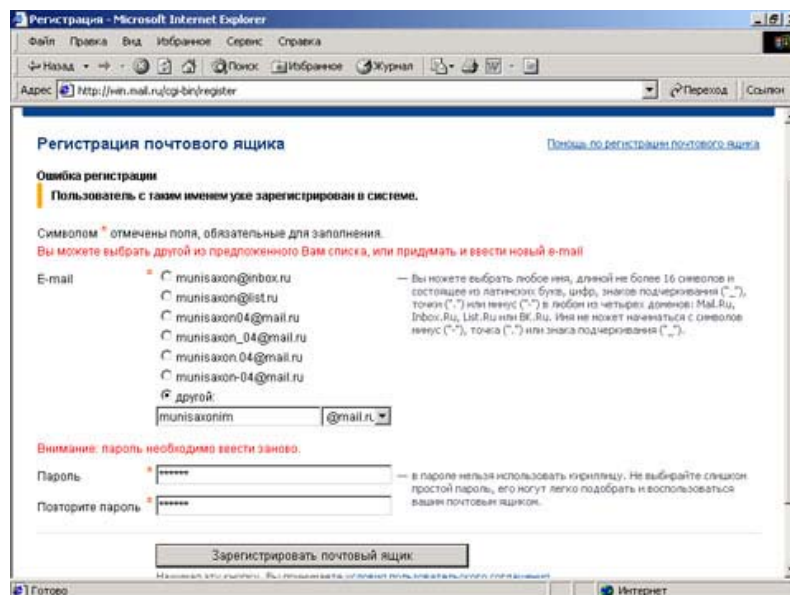 Регистрация - Microsoft Internet Explorer
Файл Правка Вид Избранное Сервис Справка
Назад Поиск Избранное Журнал
Адрес http://win.mail.ru/cgi-bin/register Переход Ссылки
Регистрация почтового ящика Помощь по регистрации почтового ящика
Ошибка регистрации
Пользователь с таким именем уже зарегистрирован в системе.
Символом * отмечены поля, обязательные для заполнения.
Вы можете выбрать другой из предложенного Вам списка, или придумать и ввести новый e-mail
E-mail * munisaxon@inbox.ru
munisaxon@list.ru
munisaxon04@mail.ru
munisaxon_04@mail.ru
munisaxon.04@mail.ru
munisaxon-04@mail.ru
другой:
munisaxonim @mail.ru
— Вы можете выбрать любое имя, длиной не более 16 символов и
состоящее из латинских букв, цифр, знаков подчеркивания ("_"),
точки (".") или минус ("-") в любом из четырех доменов: Mail.Ru,
Inbox.Ru, List.Ru или BK.Ru. Имя не может начинаться с символов
минус ("-"), точка (".") или знака подчеркивания ("_").
Внимание: пароль необходимо ввести заново.
Пароль * ******
Повторите пароль * ******
— в пароле нельзя использовать кириллицу. Не выбирайте слишком
простой пароль, его могут легко подобрать и воспользоваться
вашим почтовым ящиком.
Зарегистрировать почтовый ящик
Нажимая эту кнопку, Вы принимаете условия пользовательского соглашения
Готово Интернет